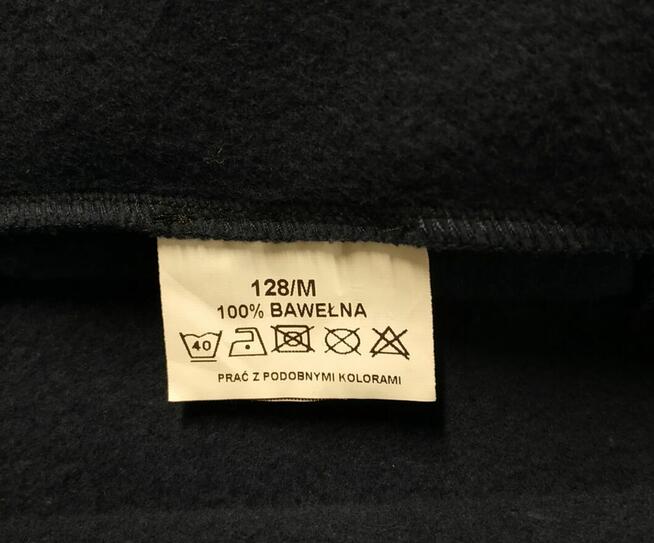 128/M
100% BAWEŁNA
40
PRAĆ Z PODOBNYMI KOLORAMI